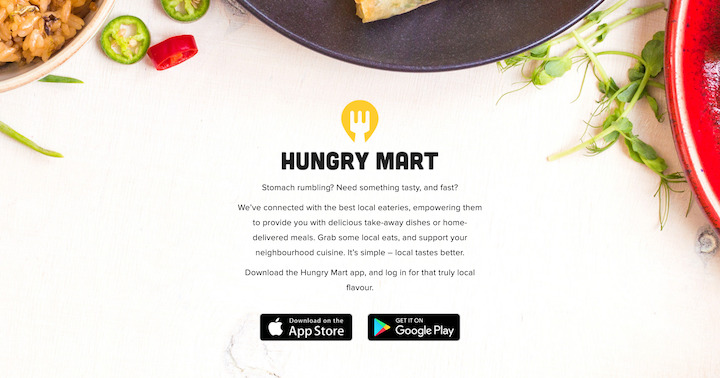 HUNGRY MART
Stomach rumbling? Need something tasty, and fast?
We've connected with the best local eateries, empowering them
to provide you with delicious take-away dishes or home-
delivered meals. Grab some local eats, and support your
neighbourhood cuisine. It's simple – local tastes better.
Download the Hungry Mart app, and log in for that truly local
flavour.
Download on the
App Store
GET IT ON
Google Play